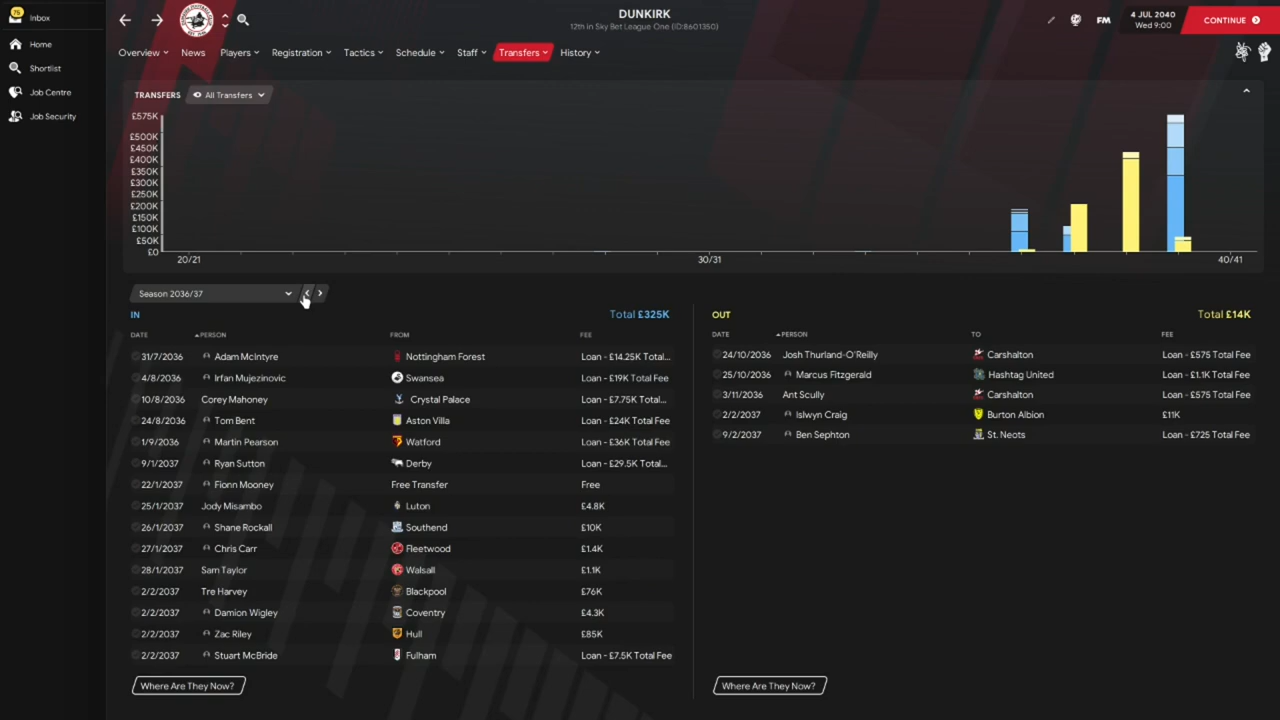 75
Inbox
Home
Shortlist
Job Centre
Job Security
DUNKIRK
12th in Sky Bet League One (ID:8601350)
FM
4 JUL 2040
Wed 9:00
CONTINUE
Overview News Players Registration Tactics Schedule Staff Transfers History
TRANSFERS All Transfers
£575K
£500K
£450K
£400K
£350K
£300K
£250K
£200K
£150K
£100K
£50K
£0
20/21 30/31 40/41
Season 2036/37
IN Total £325K
DATE PERSON FROM FEE
31/7/2036 Adam McIntyre Nottingham Forest Loan - £14.25K Total...
4/8/2036 Irfan Mujezinovic Swansea Loan - £19K Total Fee
10/8/2036 Corey Mahoney Crystal Palace Loan - £7.75K Total...
24/8/2036 Tom Bent Aston Villa Loan - £24K Total Fee
1/9/2036 Martin Pearson Watford Loan - £36K Total Fee
9/1/2037 Ryan Sutton Derby Loan - £29.5K Total...
22/1/2037 Fionn Mooney Free Transfer Free
25/1/2037 Jody Misambo Luton £4.8K
26/1/2037 Shane Rockall Southend £10K
27/1/2037 Chris Carr Fleetwood £1.4K
28/1/2037 Sam Taylor Walsall £1.1K
2/2/2037 Tre Harvey Blackpool £76K
2/2/2037 Damion Wigley Coventry £4.3K
2/2/2037 Zac Riley Hull £85K
2/2/2037 Stuart McBride Fulham Loan - £7.5K Total Fee
Where Are They Now?
OUT Total £14K
DATE PERSON TO FEE
24/10/2036 Josh Thurland-O'Reilly Carshalton Loan - £575 Total Fee
25/10/2036 Marcus Fitzgerald Hashtag United Loan - £1.1K Total Fee
3/11/2036 Ant Scully Carshalton Loan - £575 Total Fee
2/2/2037 Islwyn Craig Burton Albion £11K
9/2/2037 Ben Sephton St. Neots Loan - £725 Total Fee
Where Are They Now?